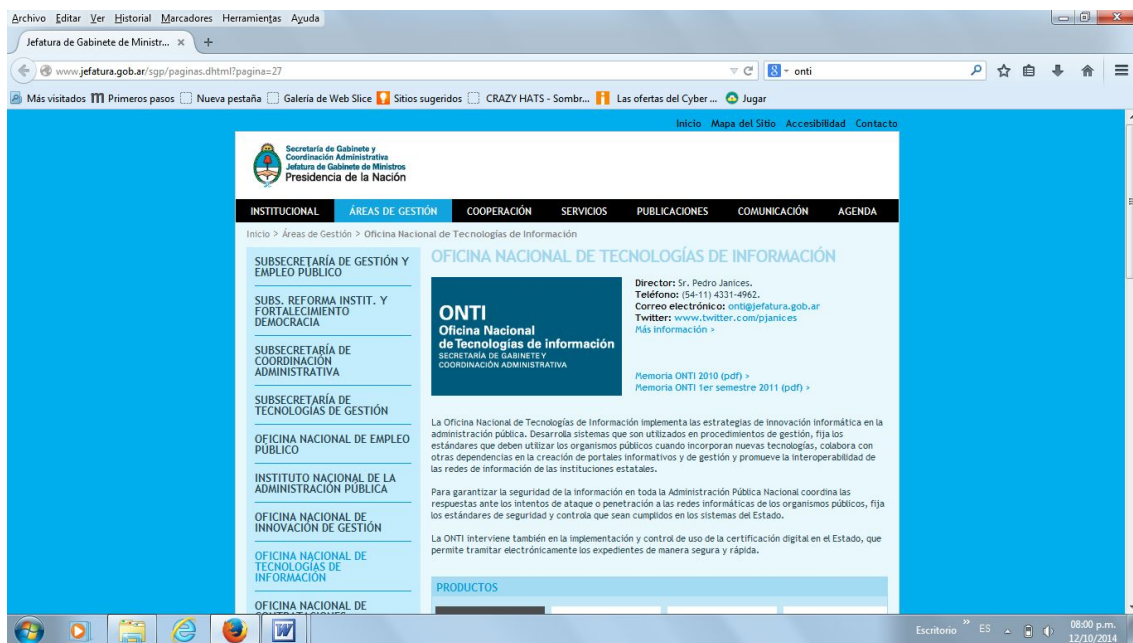 Archivo Editar Ver Historial Marcadores Herramientas Ayuda
Jefatura de Gabinete de Ministr... × +
www.jefatura.gob.ar/sgp/paginas.dhtml?pagina=27
onti
Más visitados Primeros pasos Nueva pestaña Galería de Web Slice Sitios sugeridos CRAZY HATS - Sombr... Las ofertas del Cyber ... Jugar
Inicio Mapa del Sitio Accesibilidad Contacto
Secretaría de Gabinete y
Coordinación Administrativa
Jefatura de Gabinete de Ministros
Presidencia de la Nación
INSTITUCIONAL ÁREAS DE GESTIÓN COOPERACIÓN SERVICIOS PUBLICACIONES COMUNICACIÓN AGENDA
Inicio > Áreas de Gestión > Oficina Nacional de Tecnologías de Información
SUBSECRETARÍA DE GESTIÓN Y
EMPLEO PÚBLICO
SUBS. REFORMA INSTIT. Y
FORTALECIMIENTO
DEMOCRACIA
SUBSECRETARÍA DE
COORDINACIÓN
ADMINISTRATIVA
SUBSECRETARÍA DE
TECNOLOGÍAS DE GESTIÓN
OFICINA NACIONAL DE EMPLEO
PÚBLICO
INSTITUTO NACIONAL DE LA
ADMINISTRACIÓN PÚBLICA
OFICINA NACIONAL DE
INNOVACIÓN DE GESTIÓN
OFICINA NACIONAL DE
TECNOLOGÍAS DE
INFORMACIÓN
OFICINA NACIONAL DE
CONTRATACIONES
OFICINA NACIONAL DE TECNOLOGÍAS DE INFORMACIÓN
ONTI
Oficina Nacional
de Tecnologías de información
SECRETARÍA DE GABINETE Y
COORDINACIÓN ADMINISTRATIVA
Director: Sr. Pedro Janices.
Teléfono: (54-11) 4331-4962.
Correo electrónico: onti@jefatura.gob.ar
Twitter: www.twitter.com/pjanices
Más información >
Memoria ONTI 2010 (pdf) >
Memoria ONTI 1er semestre 2011 (pdf) >
La Oficina Nacional de Tecnologías de Información implementa las estrategias de innovación informática en la
administración pública. Desarrolla sistemas que son utilizados en procedimientos de gestión, fija los
estándares que deben utilizar los organismos públicos cuando incorporan nuevas tecnologías, colabora con
otras dependencias en la creación de portales informativos y de gestión y promueve la interoperabilidad de
las redes de información de las instituciones estatales.
Para garantizar la seguridad de la información en toda la Administración Pública Nacional coordina las
respuestas ante los intentos de ataque o penetración a las redes informáticas de los organismos públicos, fija
los estándares de seguridad y controla que sean cumplidos en los sistemas del Estado.
La ONTI interviene también en la implementación y control de uso de la certificación digital en el Estado, que
permite tramitar electrónicamente los expedientes de manera segura y rápida.
PRODUCTOS
Escritorio » ES 08:00 p.m.
12/10/2014